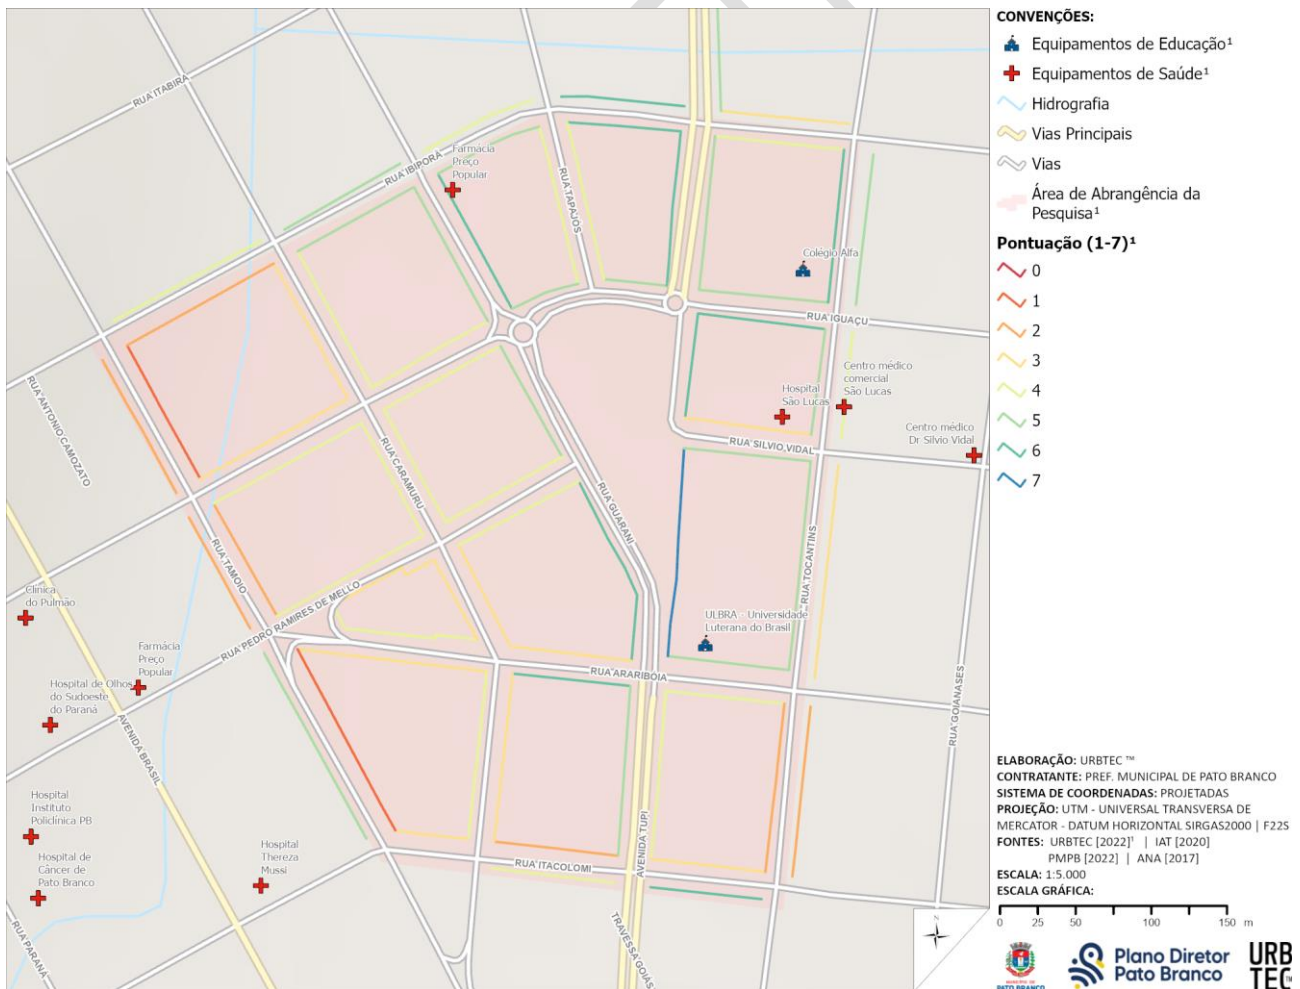 RUA ITABIRA
RUA IBIPORÃ
Farmácia
Preço
Popular
RUA TAPAJÓS
Colégio Alfa
RUA IGUAÇU
Hospital
São Lucas
Centro médico
comercial
São Lucas
Centro médico
Dr Silvio Vidal
RUA SILVIO VIDAL
RUA ANTONIO CAMOZATO
RUA CARAMURU
RUA GUARANI
RUA TOCANTINS
RUA TAMOIO
RUA PEDRO RAMIRES DE MELLO
ULBRA - Universidade
Luterana do Brasil
RUA ARARIBÓIA
RUA GOIANASES
Clínica
do Pulmão
Farmácia
Preço
Popular
Hospital de Olhos
do Sudoeste
do Paraná
AVENIDA BRASIL
Hospital
Instituto
Policlínica PB
Hospital de
Câncer de
Pato Branco
Hospital
Thereza
Mussi
RUA ITACOLOMI
AVENIDA TUPI
TRAVESSA GOIÁS
RUA PARANÁ
N
CONVENÇÕES:
Equipamentos de Educação¹
Equipamentos de Saúde¹
Hidrografia
Vias Principais
Vias
Área de Abrangência da
Pesquisa¹
Pontuação (1-7)¹
0
1
2
3
4
5
6
7
ELABORAÇÃO: URBTEC ™
CONTRATANTE: PREF. MUNICIPAL DE PATO BRANCO
SISTEMA DE COORDENADAS: PROJETADAS
PROJEÇÃO: UTM - UNIVERSAL TRANSVERSA DE
MERCATOR - DATUM HORIZONTAL SIRGAS2000 | F22S
FONTES: URBTEC [2022]¹ | IAT [2020]
PMPB [2022] | ANA [2017]
ESCALA: 1:5.000
ESCALA GRÁFICA:
0 25 50 100 150 m
PATO BRANCO
Plano Diretor
Pato Branco
URB
TEC